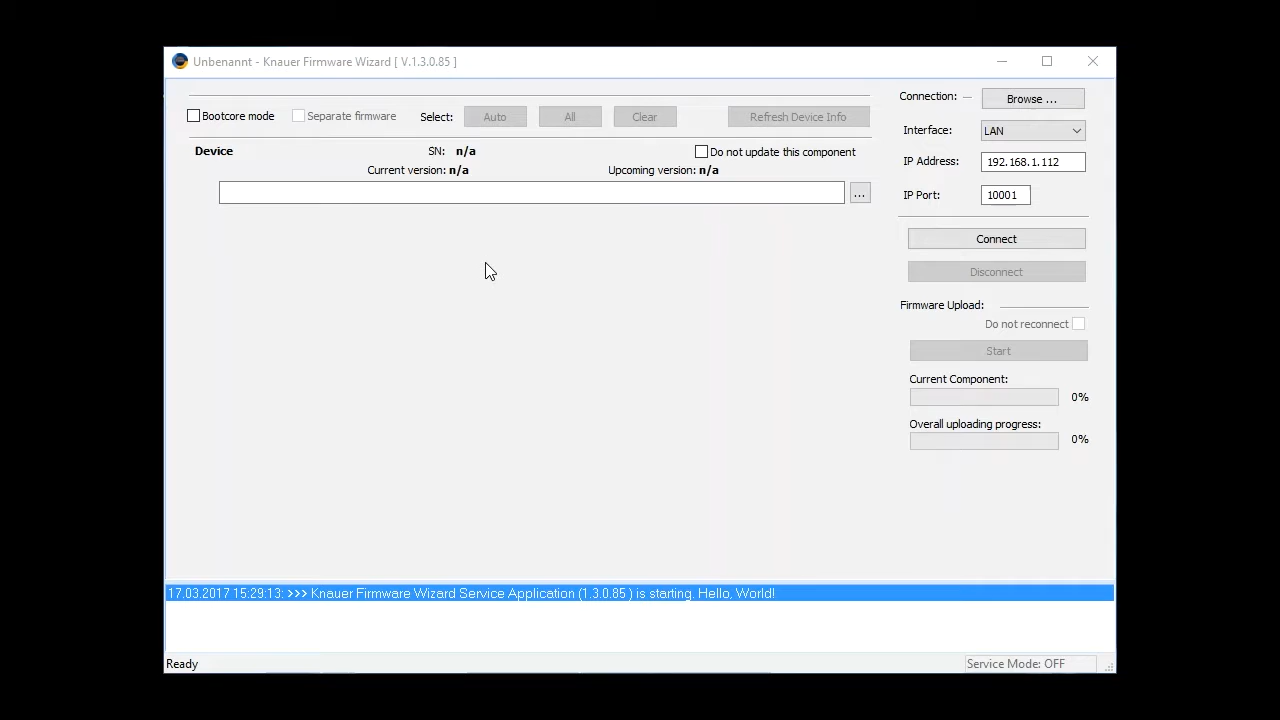 Unbenannt - Knauer Firmware Wizard [ V.1.3.0.85 ]
Bootcore mode Separate firmware Select: Auto All Clear Refresh Device Info
Device SN: n/a Do not update this component
Current version: n/a Upcoming version: n/a
...
Connection: Browse ...
Interface: LAN
IP Address: 192.168.1.112
IP Port: 10001
Connect
Disconnect
Firmware Upload:
Do not reconnect
Start
Current Component:
0%
Overall uploading progress:
0%
17.03.2017 15:29:13: >>> Knauer Firmware Wizard Service Application (1.3.0.85 ) is starting. Hello, World!
Ready Service Mode: OFF